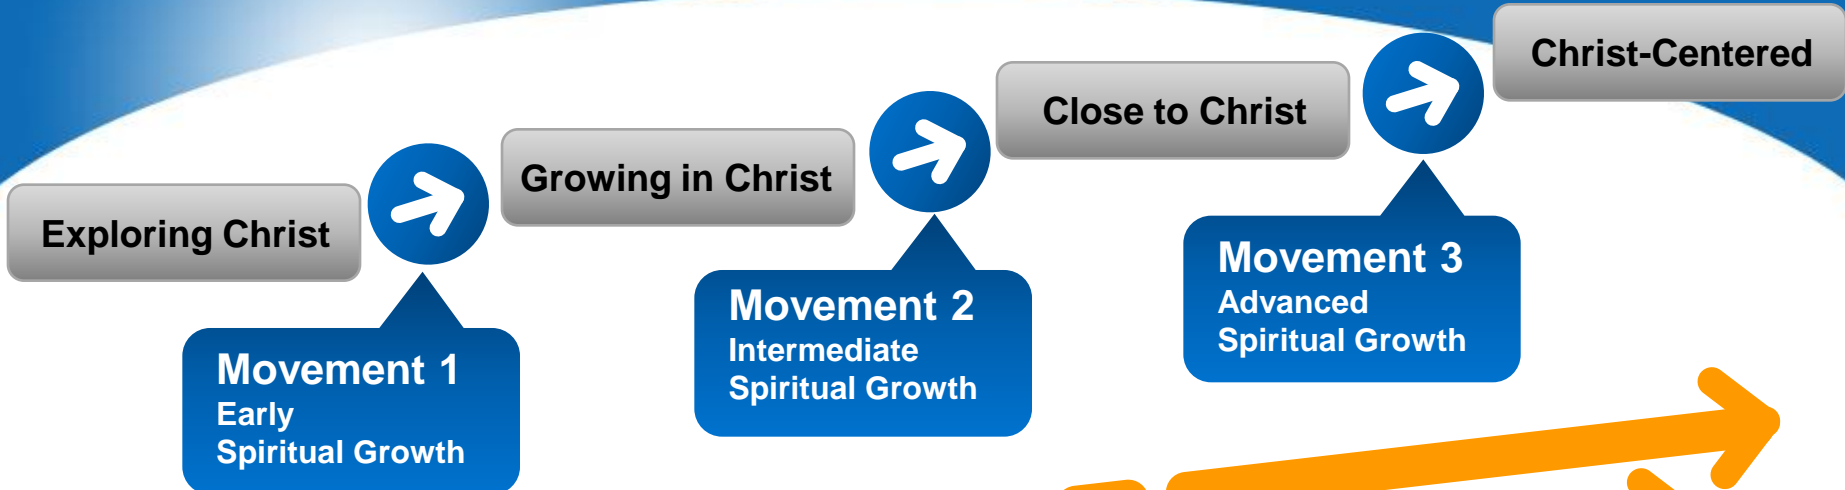 Exploring Christ
Growing in Christ
Close to Christ
Christ-Centered
Movement 1
Early
Spiritual Growth
Movement 2
Intermediate
Spiritual Growth
Movement 3
Advanced
Spiritual Growth